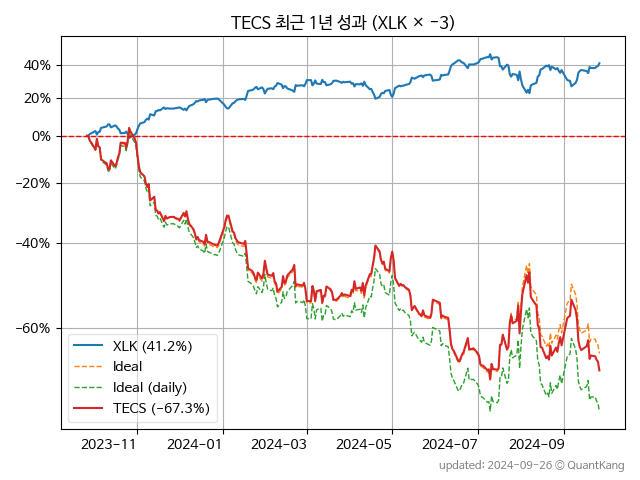 TECS 최근 1년 성과 (XLK × −3)
40%
20%
0%
−20%
−40%
−60%
XLK (41.2%)
Ideal
Ideal (daily)
TECS (−67.3%)
2023−11
2024−01
2024−03
2024−05
2024−07
2024−09
updated: 2024-09-26 ⓒ QuantKang